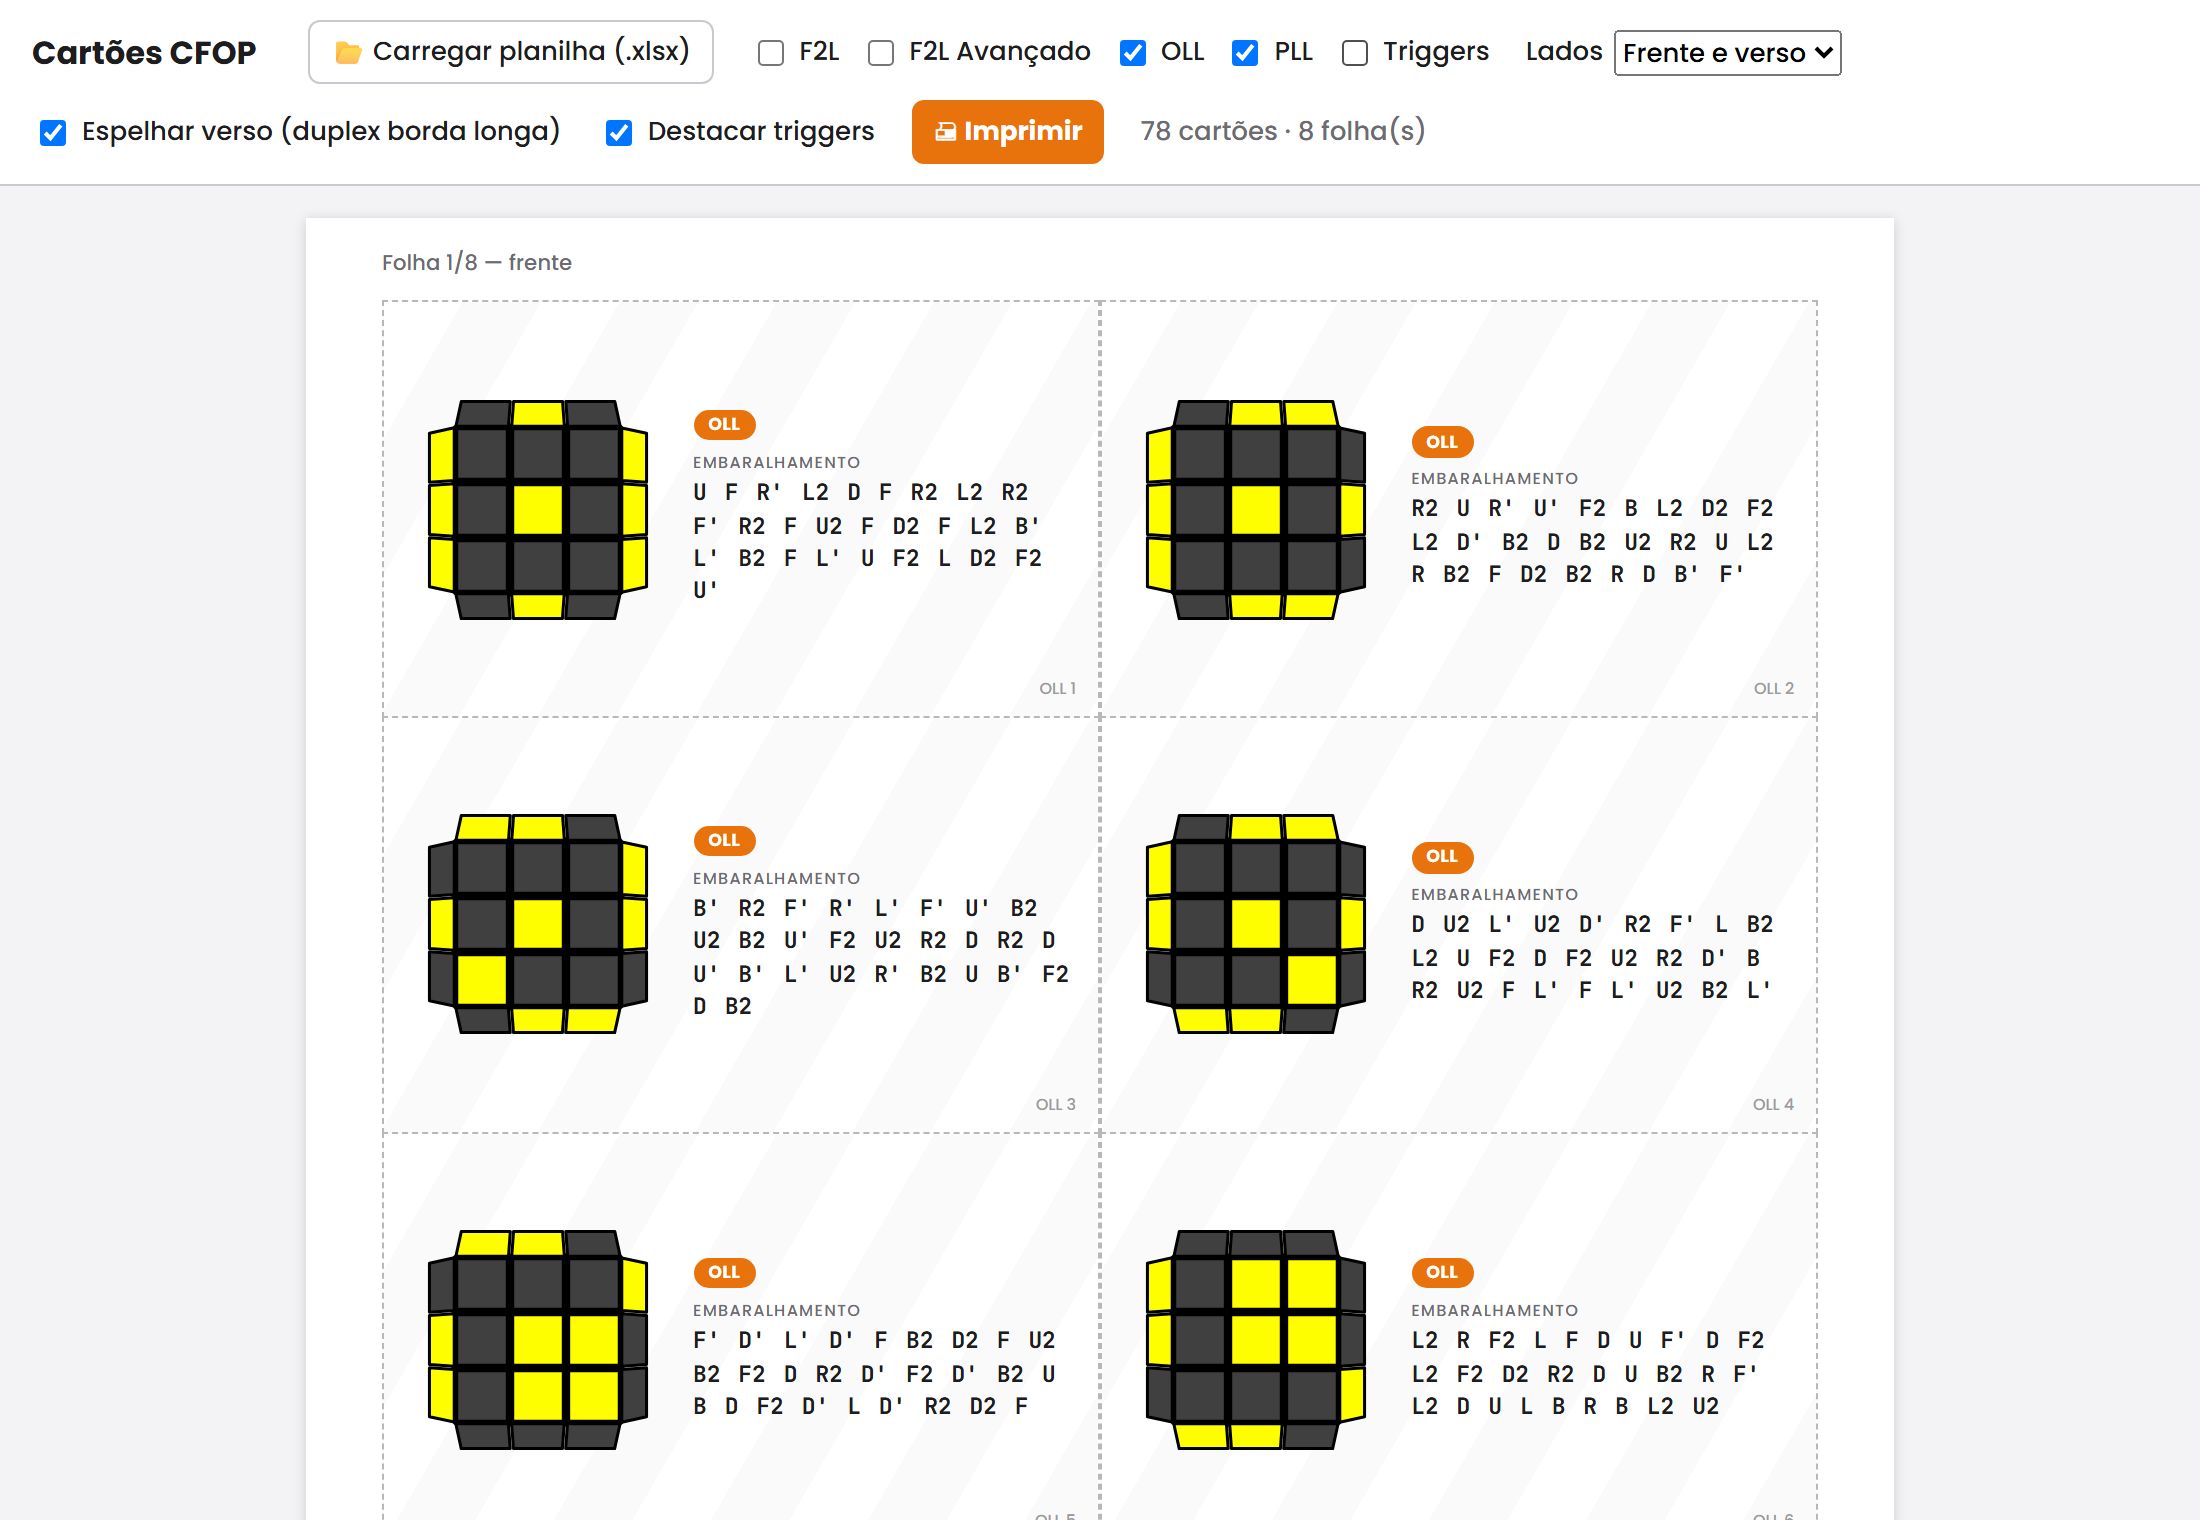 Cartões CFOP
Carregar planilha (.xlsx)
F2L
F2L Avançado
OLL
PLL
Triggers
Lados
Frente e verso
Espelhar verso (duplex borda longa)
Destacar triggers
Imprimir
78 cartões · 8 folha(s)
Folha 1/8 — frente
OLL
EMBARALHAMENTO
U F R' L2 D F R2 L2 R2
F' R2 F U2 F D2 F L2 B'
L' B2 F L' U F2 L D2 F2
U'
OLL 1
OLL
EMBARALHAMENTO
R2 U R' U' F2 B L2 D2 F2
L2 D' B2 D B2 U2 R2 U L2
R B2 F D2 B2 R D B' F'
OLL 2
OLL
EMBARALHAMENTO
B' R2 F' R' L' F' U' B2
U2 B2 U' F2 U2 R2 D R2 D
U' B' L' U2 R' B2 U B' F2
D B2
OLL 3
OLL
EMBARALHAMENTO
D U2 L' U2 D' R2 F' L B2
L2 U F2 D F2 U2 R2 D' B
R2 U2 F L' F L' U2 B2 L'
OLL 4
OLL
EMBARALHAMENTO
F' D' L' D' F B2 D2 F U2
B2 F2 D R2 D' F2 D' B2 U
B D F2 D' L D' R2 D2 F
OLL 5
OLL
EMBARALHAMENTO
L2 R F2 L F D U F' D F2
L2 F2 D2 R2 D U B2 R F'
L2 D U L B R B L2 U2
OLL 6